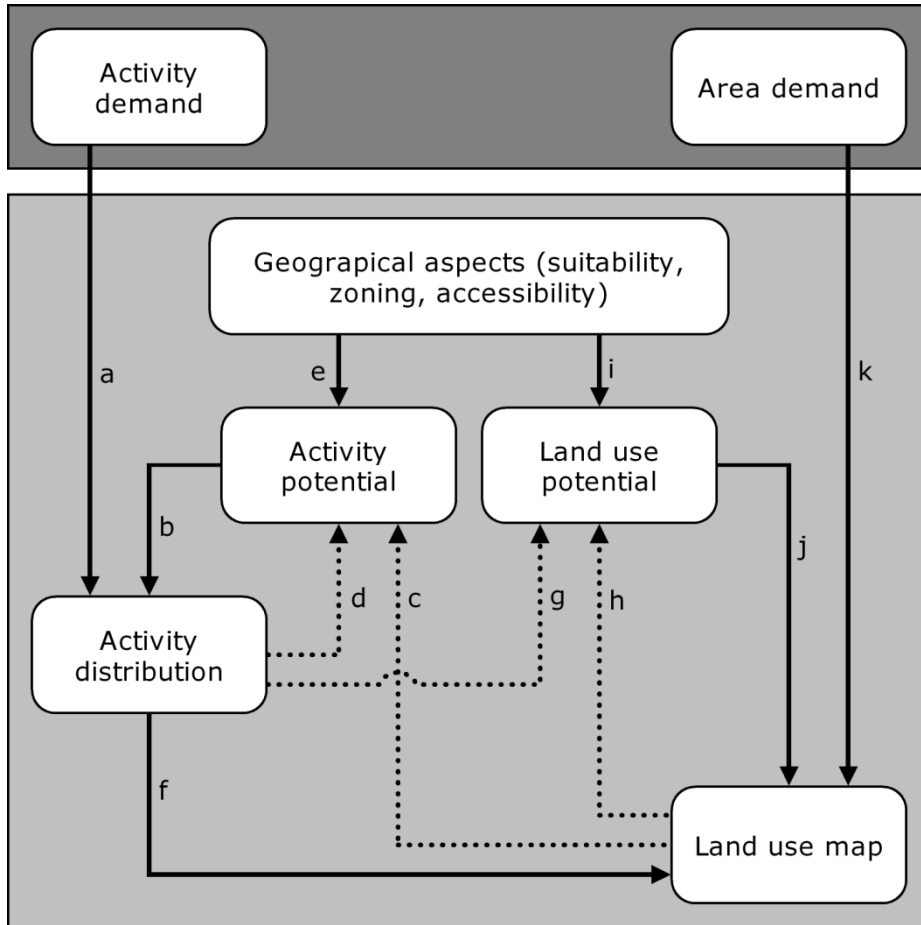 Activity
demand
Area demand
Geograpical aspects (suitability,
zoning, accessibility)
a
e
i
k
Activity
potential
Land use
potential
b
d
c
g
h
j
Activity
distribution
f
Land use map